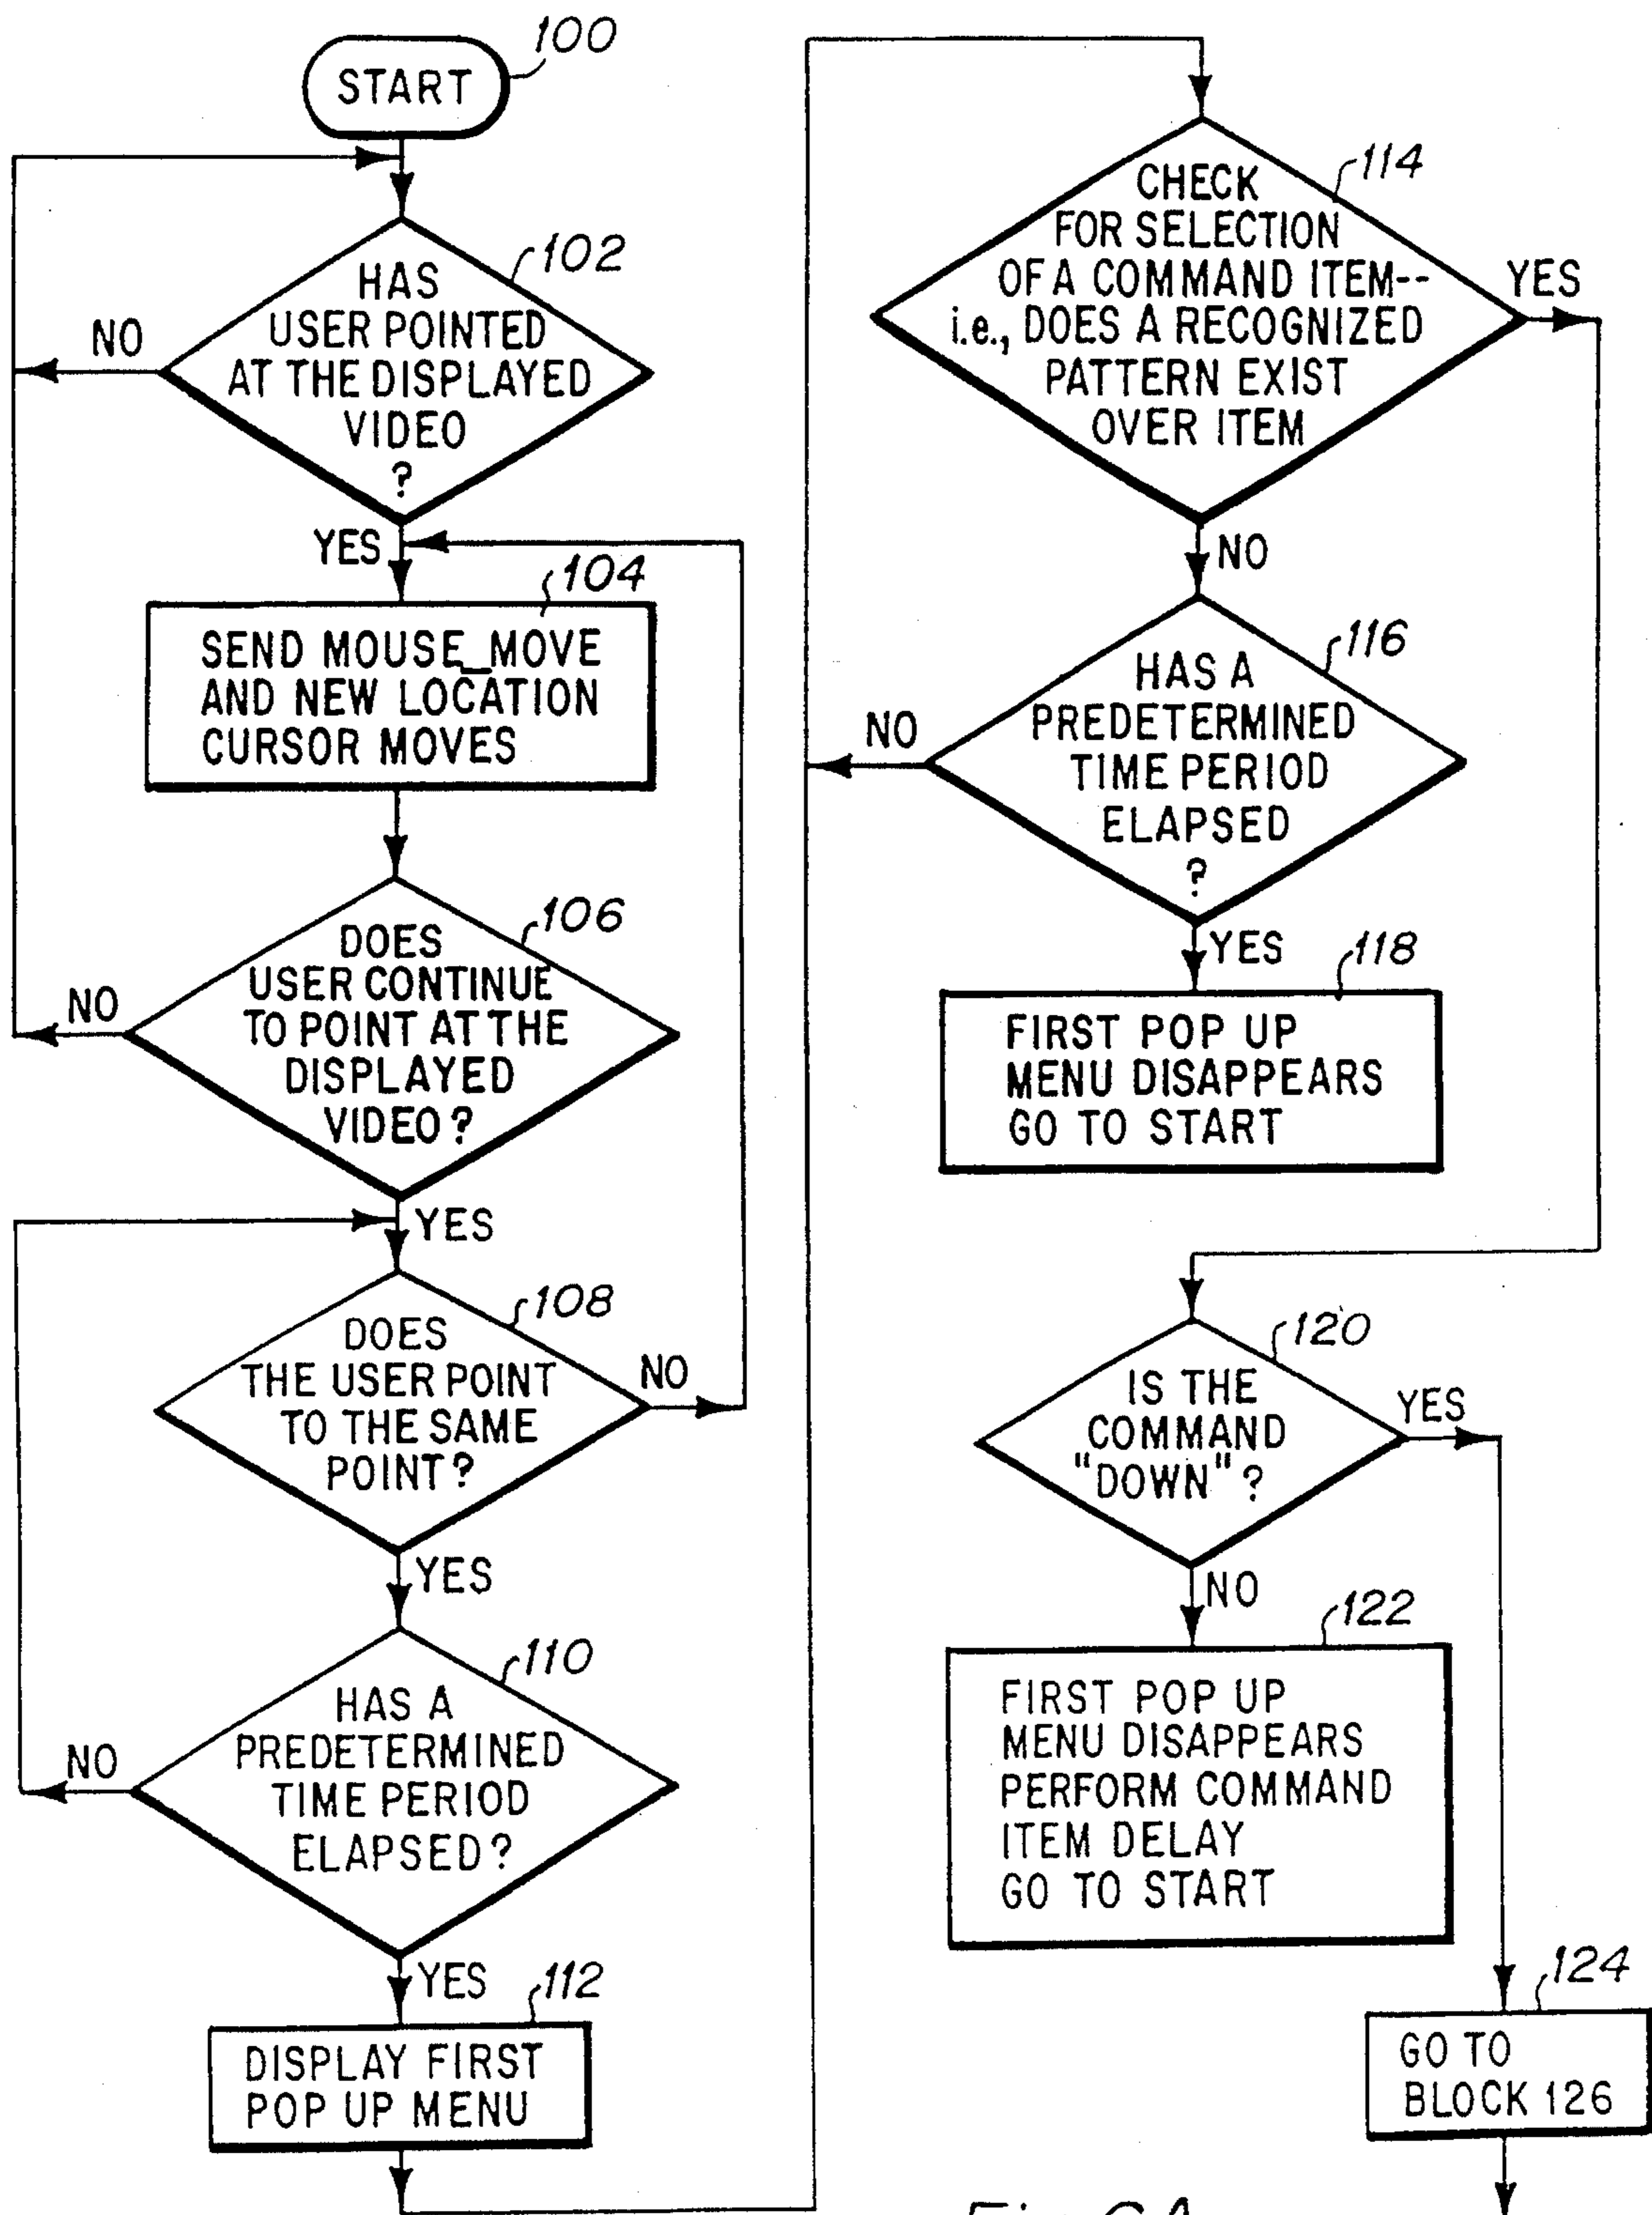 100
START
102
HAS
USER POINTED
AT THE DISPLAYED
VIDEO
?
NO
YES
104
SEND MOUSE_MOVE
AND NEW LOCATION
CURSOR MOVES
106
DOES
USER CONTINUE
TO POINT AT THE
DISPLAYED
VIDEO?
NO
YES
108
DOES
THE USER POINT
TO THE SAME
POINT?
NO
YES
110
HAS A
PREDETERMINED
TIME PERIOD
ELAPSED?
NO
YES
112
DISPLAY FIRST
POP UP MENU
114
CHECK
FOR SELECTION
OF A COMMAND ITEM--
i.e., DOES A RECOGNIZED
PATTERN EXIST
OVER ITEM
YES
NO
116
HAS A
PREDETERMINED
TIME PERIOD
ELAPSED
?
NO
YES
118
FIRST POP UP
MENU DISAPPEARS
GO TO START
120
IS THE
COMMAND
"DOWN"?
YES
NO
122
FIRST POP UP
MENU DISAPPEARS
PERFORM COMMAND
ITEM DELAY
GO TO START
124
GO TO
BLOCK 126